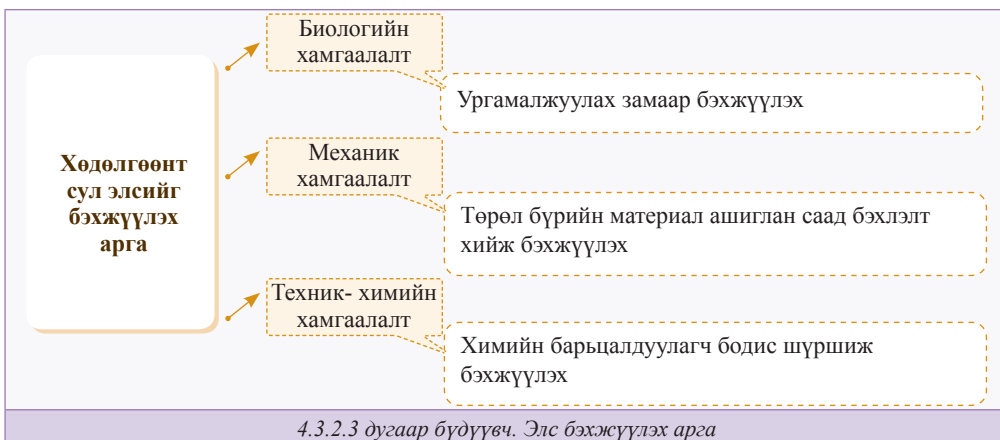 Хөдөлгөөнт
сул элсийг
бэхжүүлэх
арга
Биологийн
хамгаалалт
Ургамалжуулах замаар бэхжүүлэх
Механик
хамгаалалт
Төрөл бүрийн материал ашиглан саад бэхлэлт
хийж бэхжүүлэх
Техник- химийн
хамгаалалт
Химийн барьцалдуулагч бодис шүршиж
бэхжүүлэх
4.3.2.3 дугаар бүдүүвч. Элс бэхжүүлэх арга